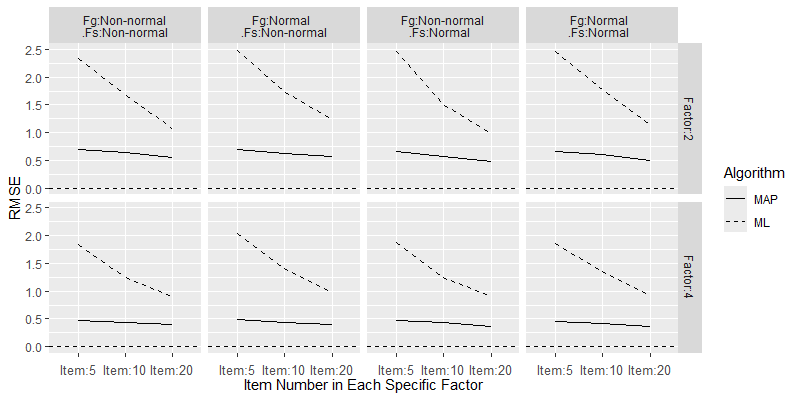 Fg:Non-normal Fg:Non-normal Fg:Non-normal Fg:Normal
.Fs:Non-normal .Fs:Non-normal .Fs:Normal .Fs:Normal
2.5
2.0
1.5
1.0
0.5
0.0
Factor:2
2.5
2.0
1.5
1.0
0.5
0.0
Factor:4
RMSE
Item:5 Item:10 Item:20 Item:5 Item:10 Item:20 Item:5 Item:10 Item:20 Item:5 Item:10 Item:20
Item Number in Each Specific Factor
Algorithm
MAP
ML